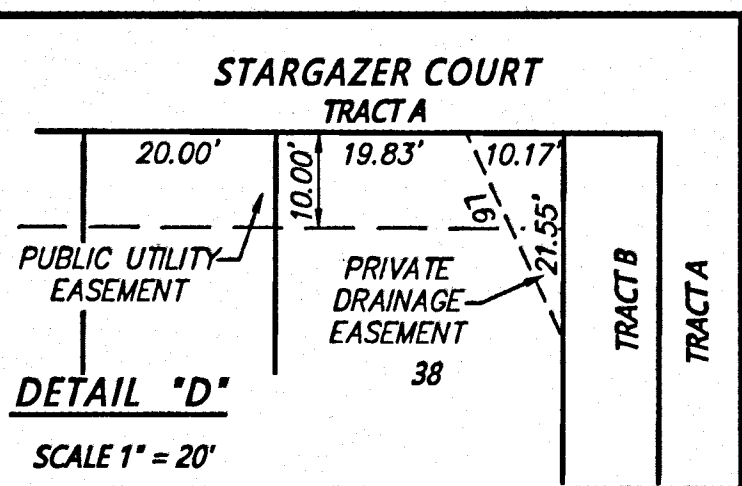 STARGAZER COURT
TRACT A
20.00'
10.00'
19.83'
10.17'
L6
21.55'
PUBLIC UTILITY
EASEMENT
PRIVATE
DRAINAGE
EASEMENT
38
TRACT B
TRACT A
DETAIL "D"
SCALE 1" = 20'